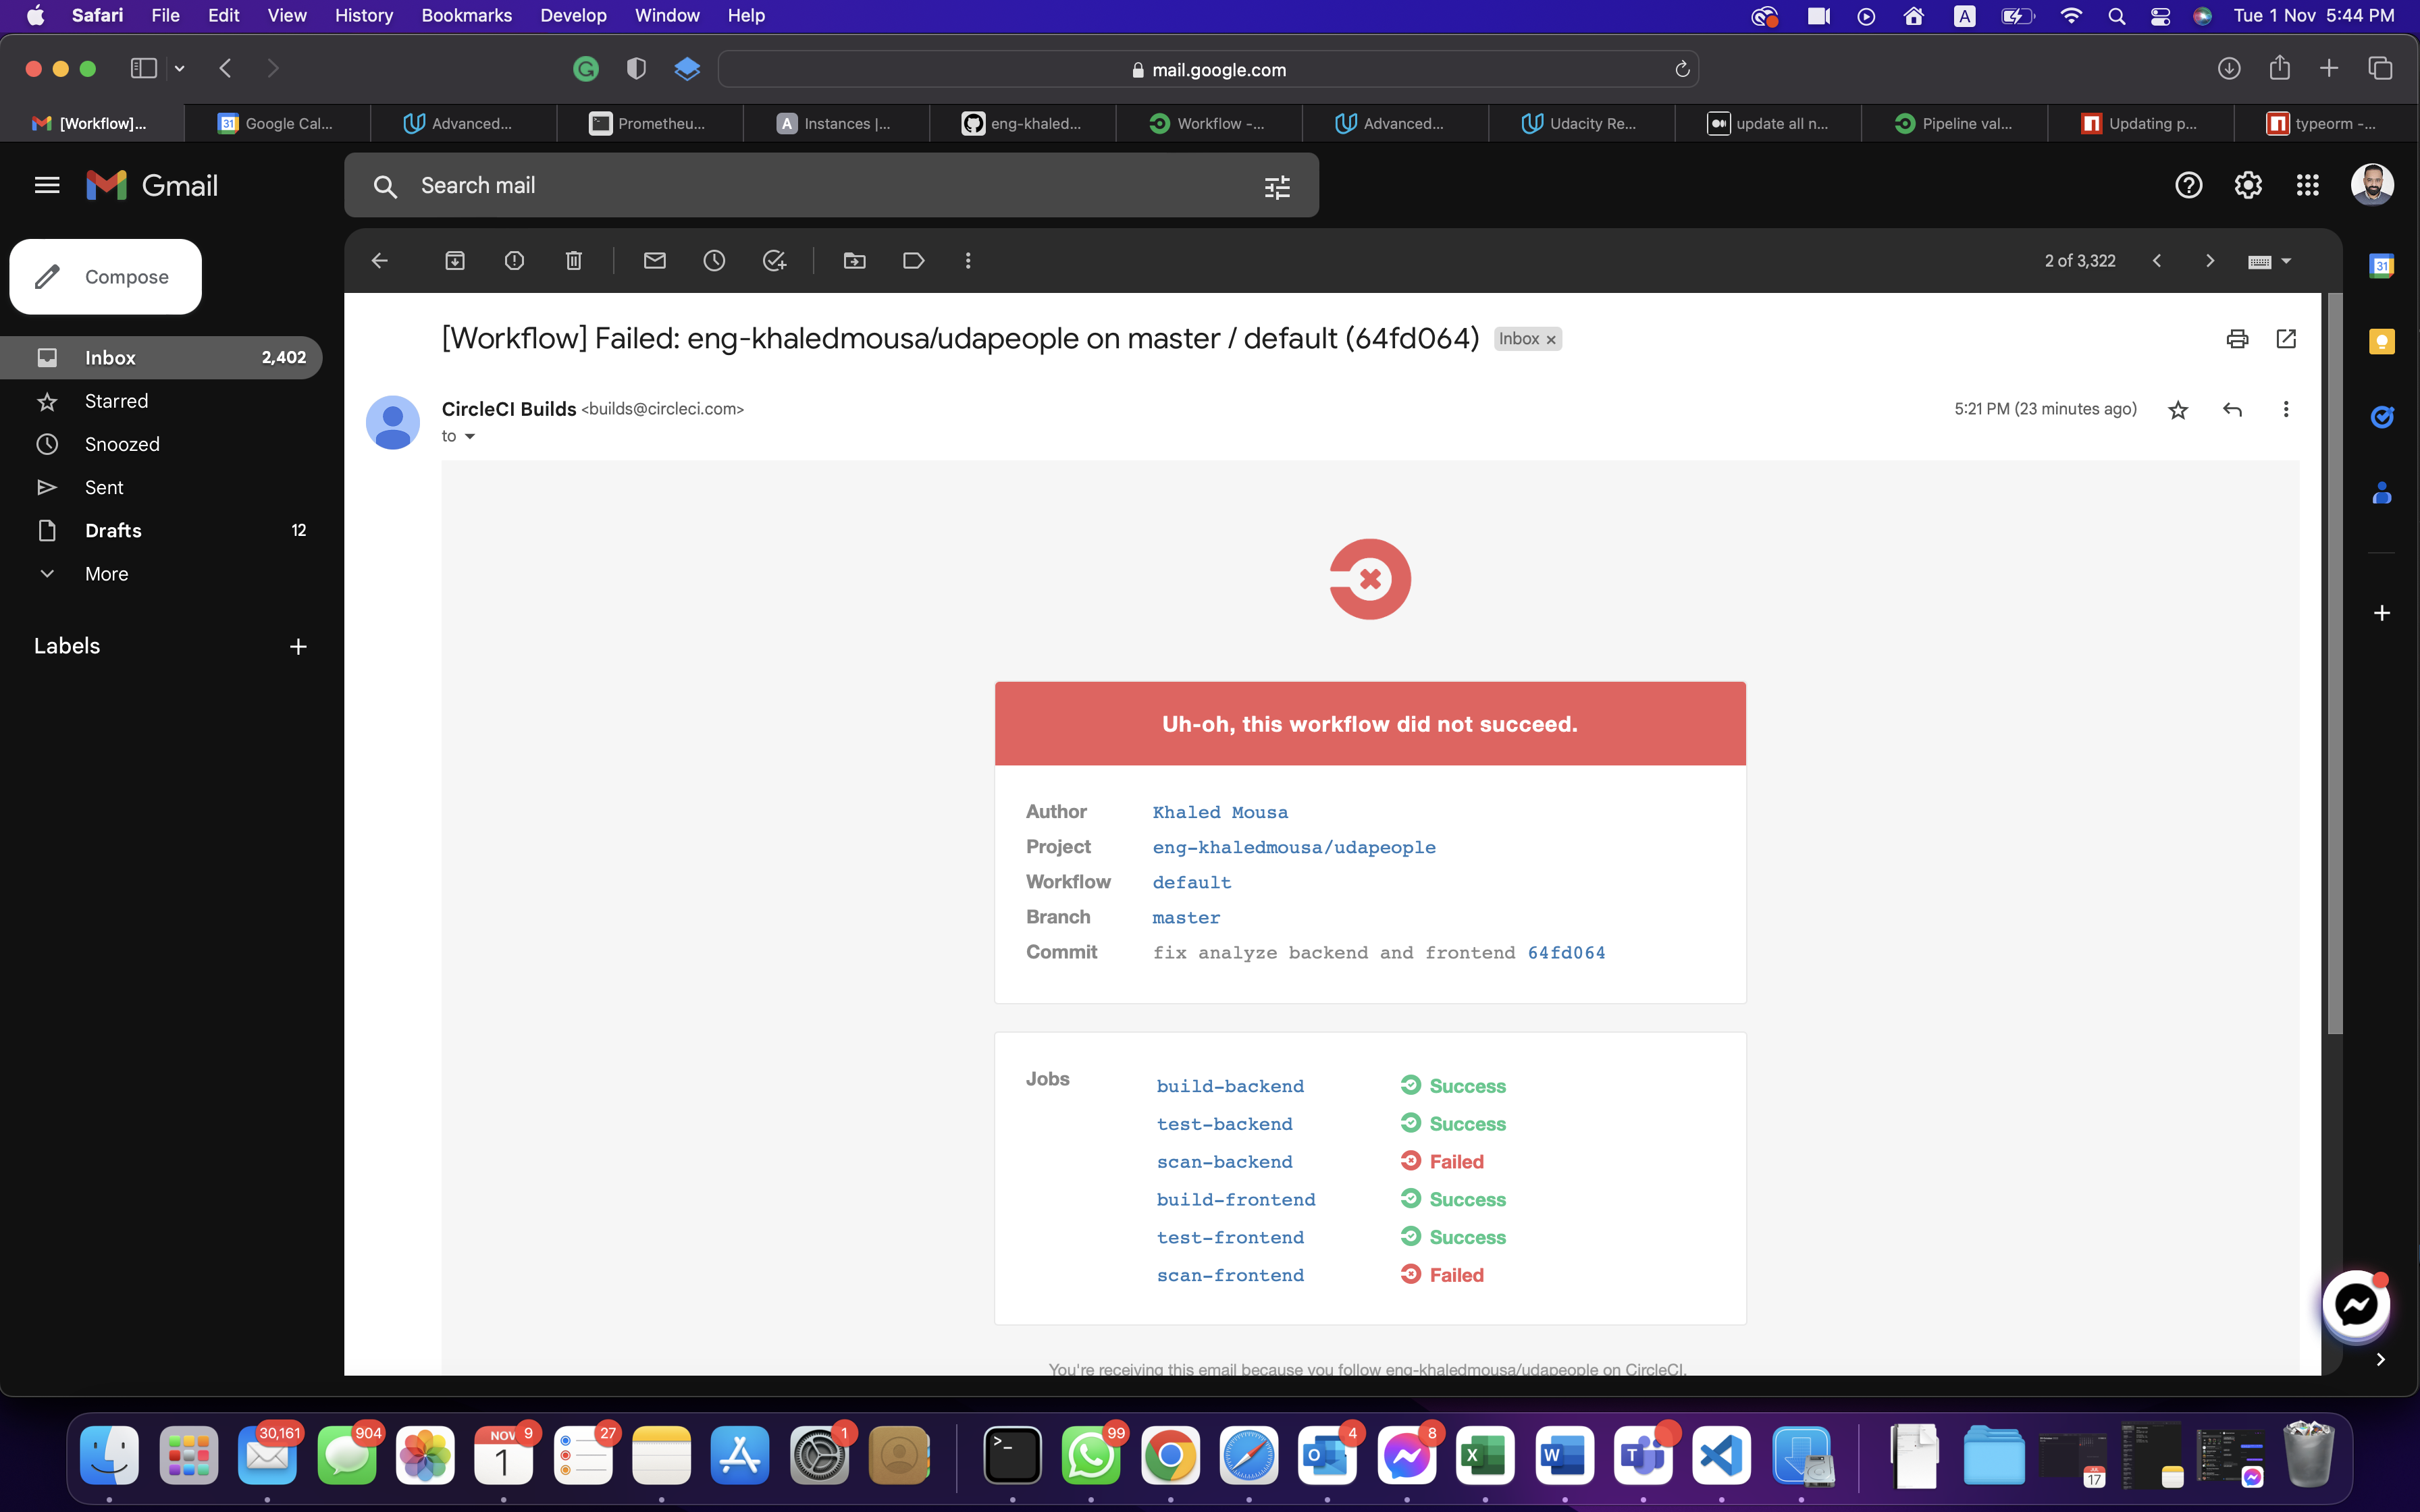 Safari File Edit View History Bookmarks Develop Window Help A Tue 1 Nov 5:44 PM
mail.google.com
[Workflow]... 31 Google Cal... Advanced... Prometheu... A Instances |... eng-khaled... Workflow -... Advanced... Udacity Re... update all n... Pipeline val... Updating p... typeorm -...
Gmail Search mail
Compose
2 of 3,322
31
Inbox 2,402
Starred
Snoozed
Sent
Drafts 12
More
Labels
[Workflow] Failed: eng-khaledmousa/udapeople on master / default (64fd064) Inbox
CircleCI Builds <builds@circleci.com> 5:21 PM (23 minutes ago)
to
Uh-oh, this workflow did not succeed.
Author Khaled Mousa
Project eng-khaledmousa/udapeople
Workflow default
Branch master
Commit fix analyze backend and frontend 64fd064
Jobs
build-backend Success
test-backend Success
scan-backend Failed
build-frontend Success
test-frontend Success
scan-frontend Failed
You're receiving this email because you follow eng-khaledmousa/udapeople on CircleCI.
30,161 904 NOV 1 9 27 1 >_ 99 O 4 8 X W T JUL 17